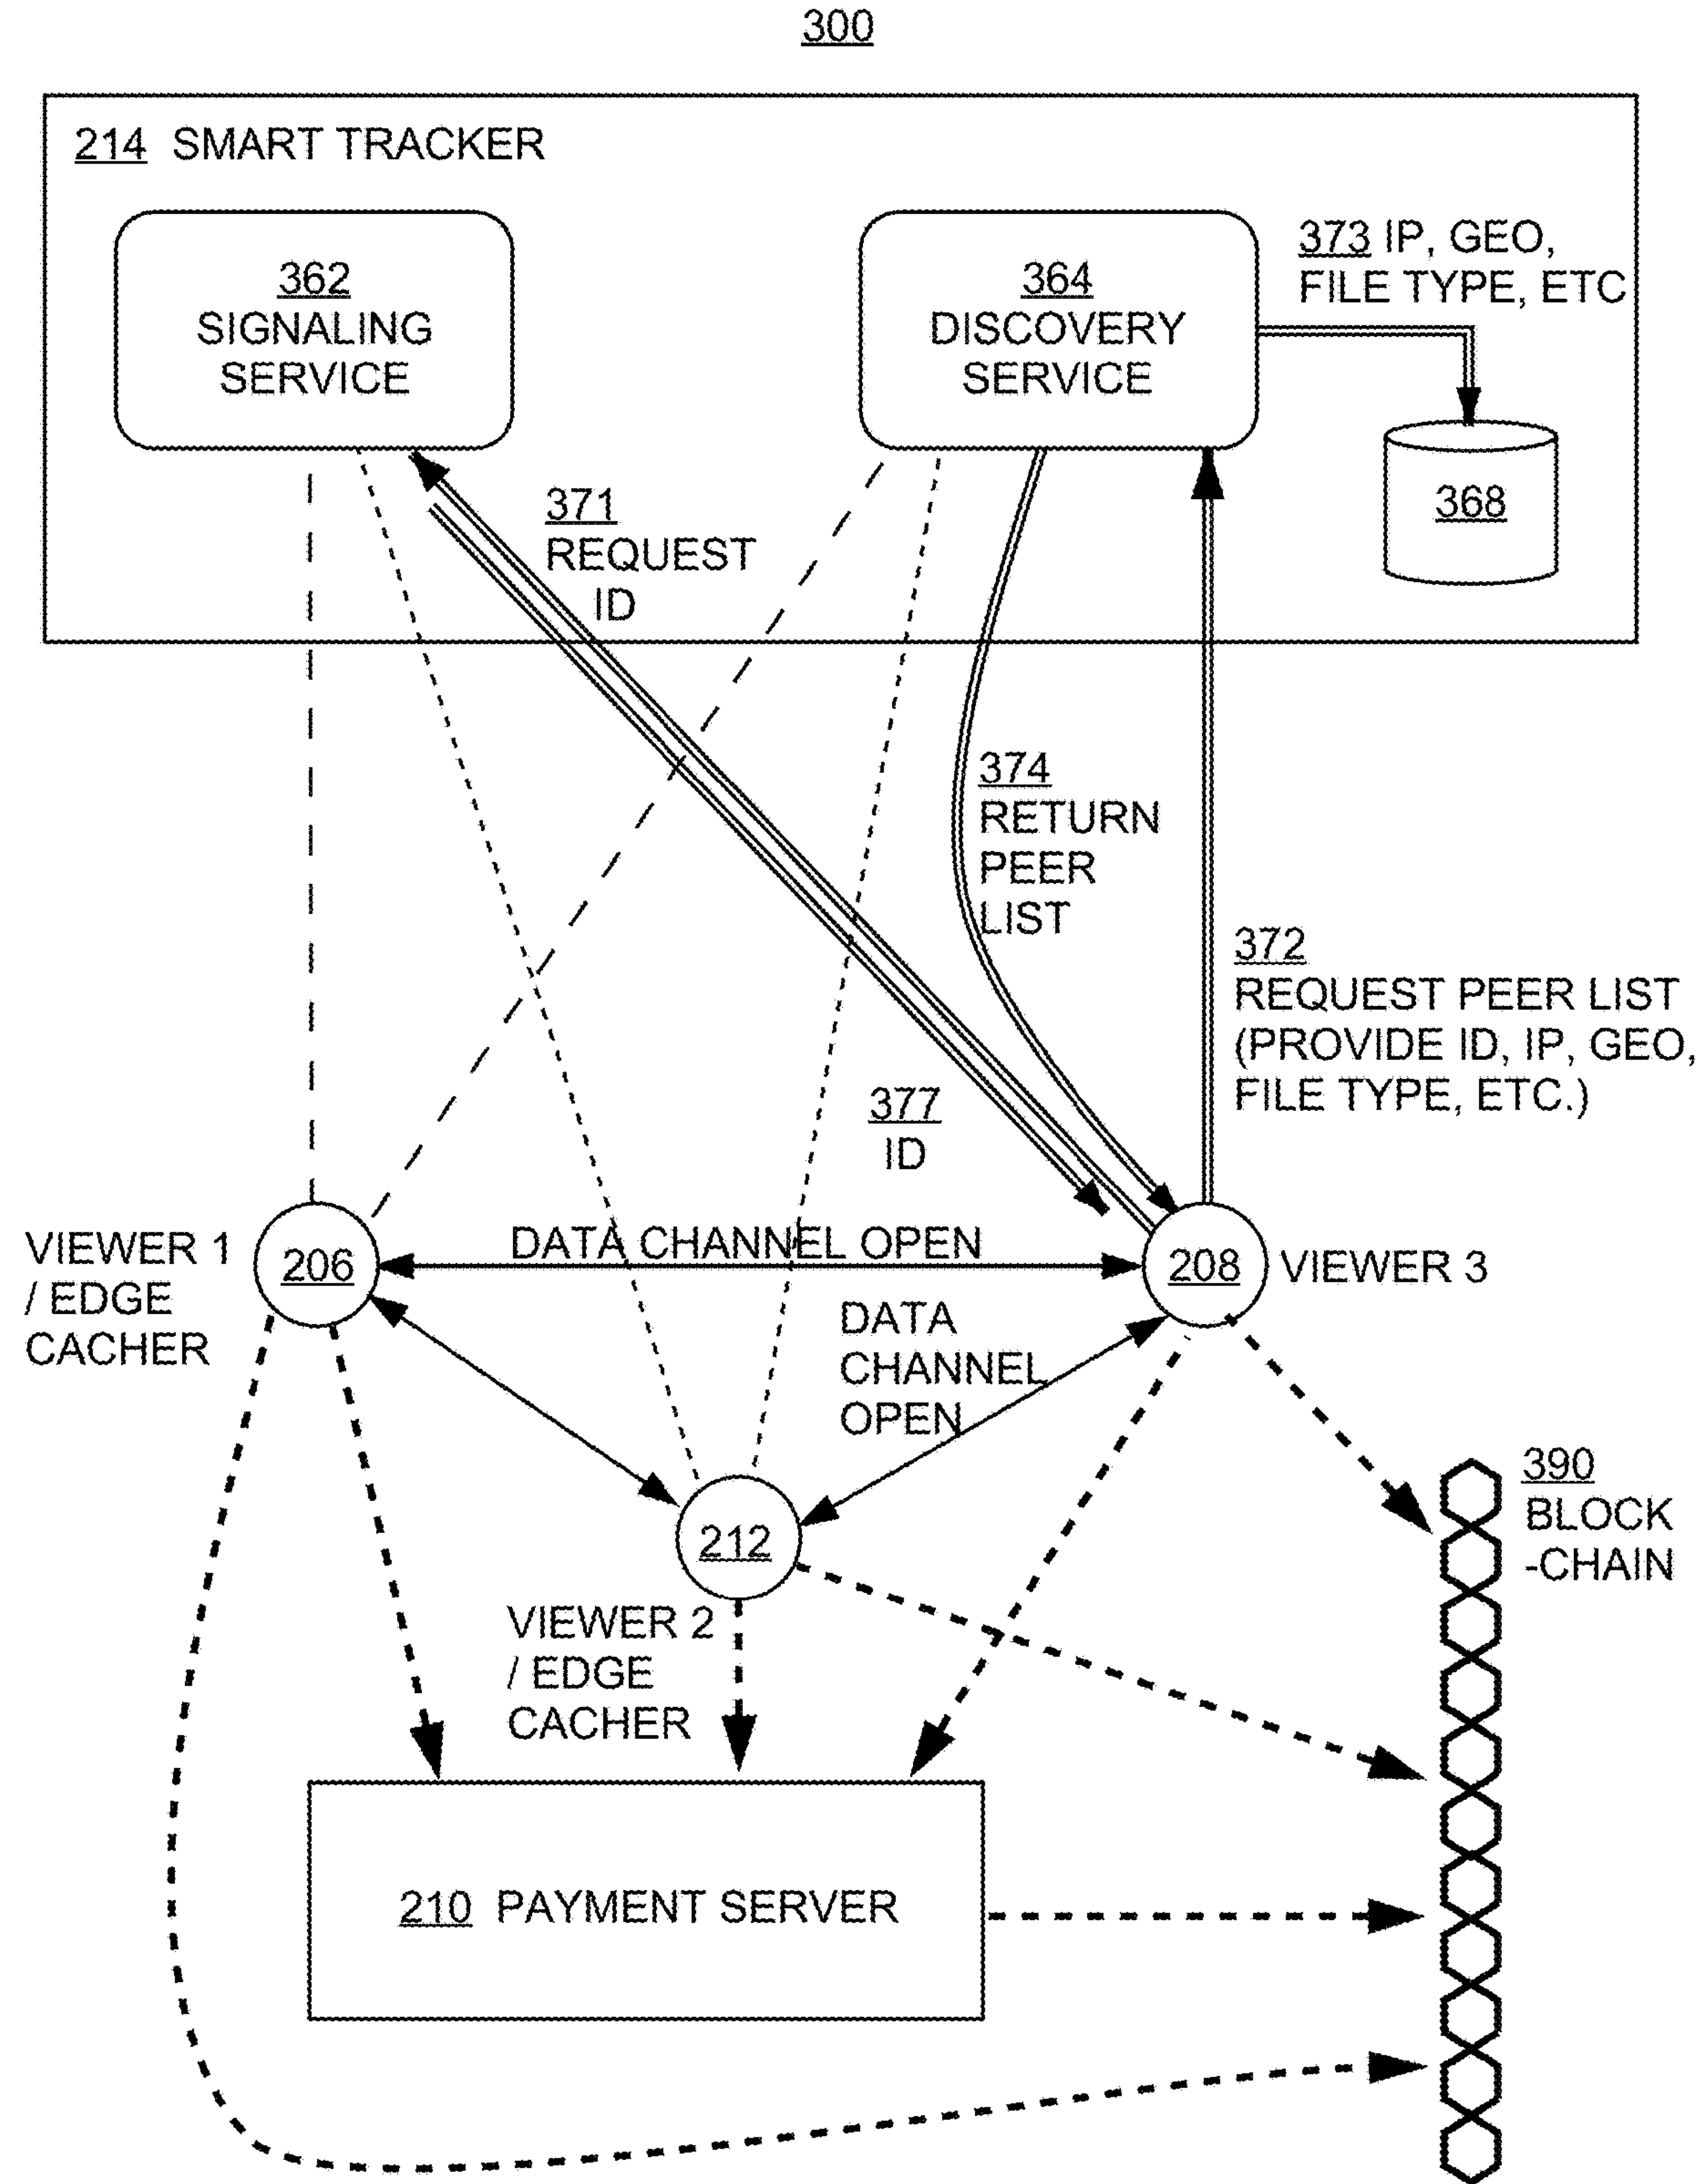 300
214 SMART TRACKER
362
SIGNALING
SERVICE
364
DISCOVERY
SERVICE
373 IP, GEO,
FILE TYPE, ETC
368
371
REQUEST
ID
374
RETURN
PEER
LIST
372
REQUEST PEER LIST
(PROVIDE ID, IP, GEO,
FILE TYPE, ETC.)
377
ID
VIEWER 1
/ EDGE
CACHER
206
DATA CHANNEL OPEN
208
VIEWER 3
DATA
CHANNEL
OPEN
212
VIEWER 2
/ EDGE
CACHER
390
BLOCK
-CHAIN
210 PAYMENT SERVER